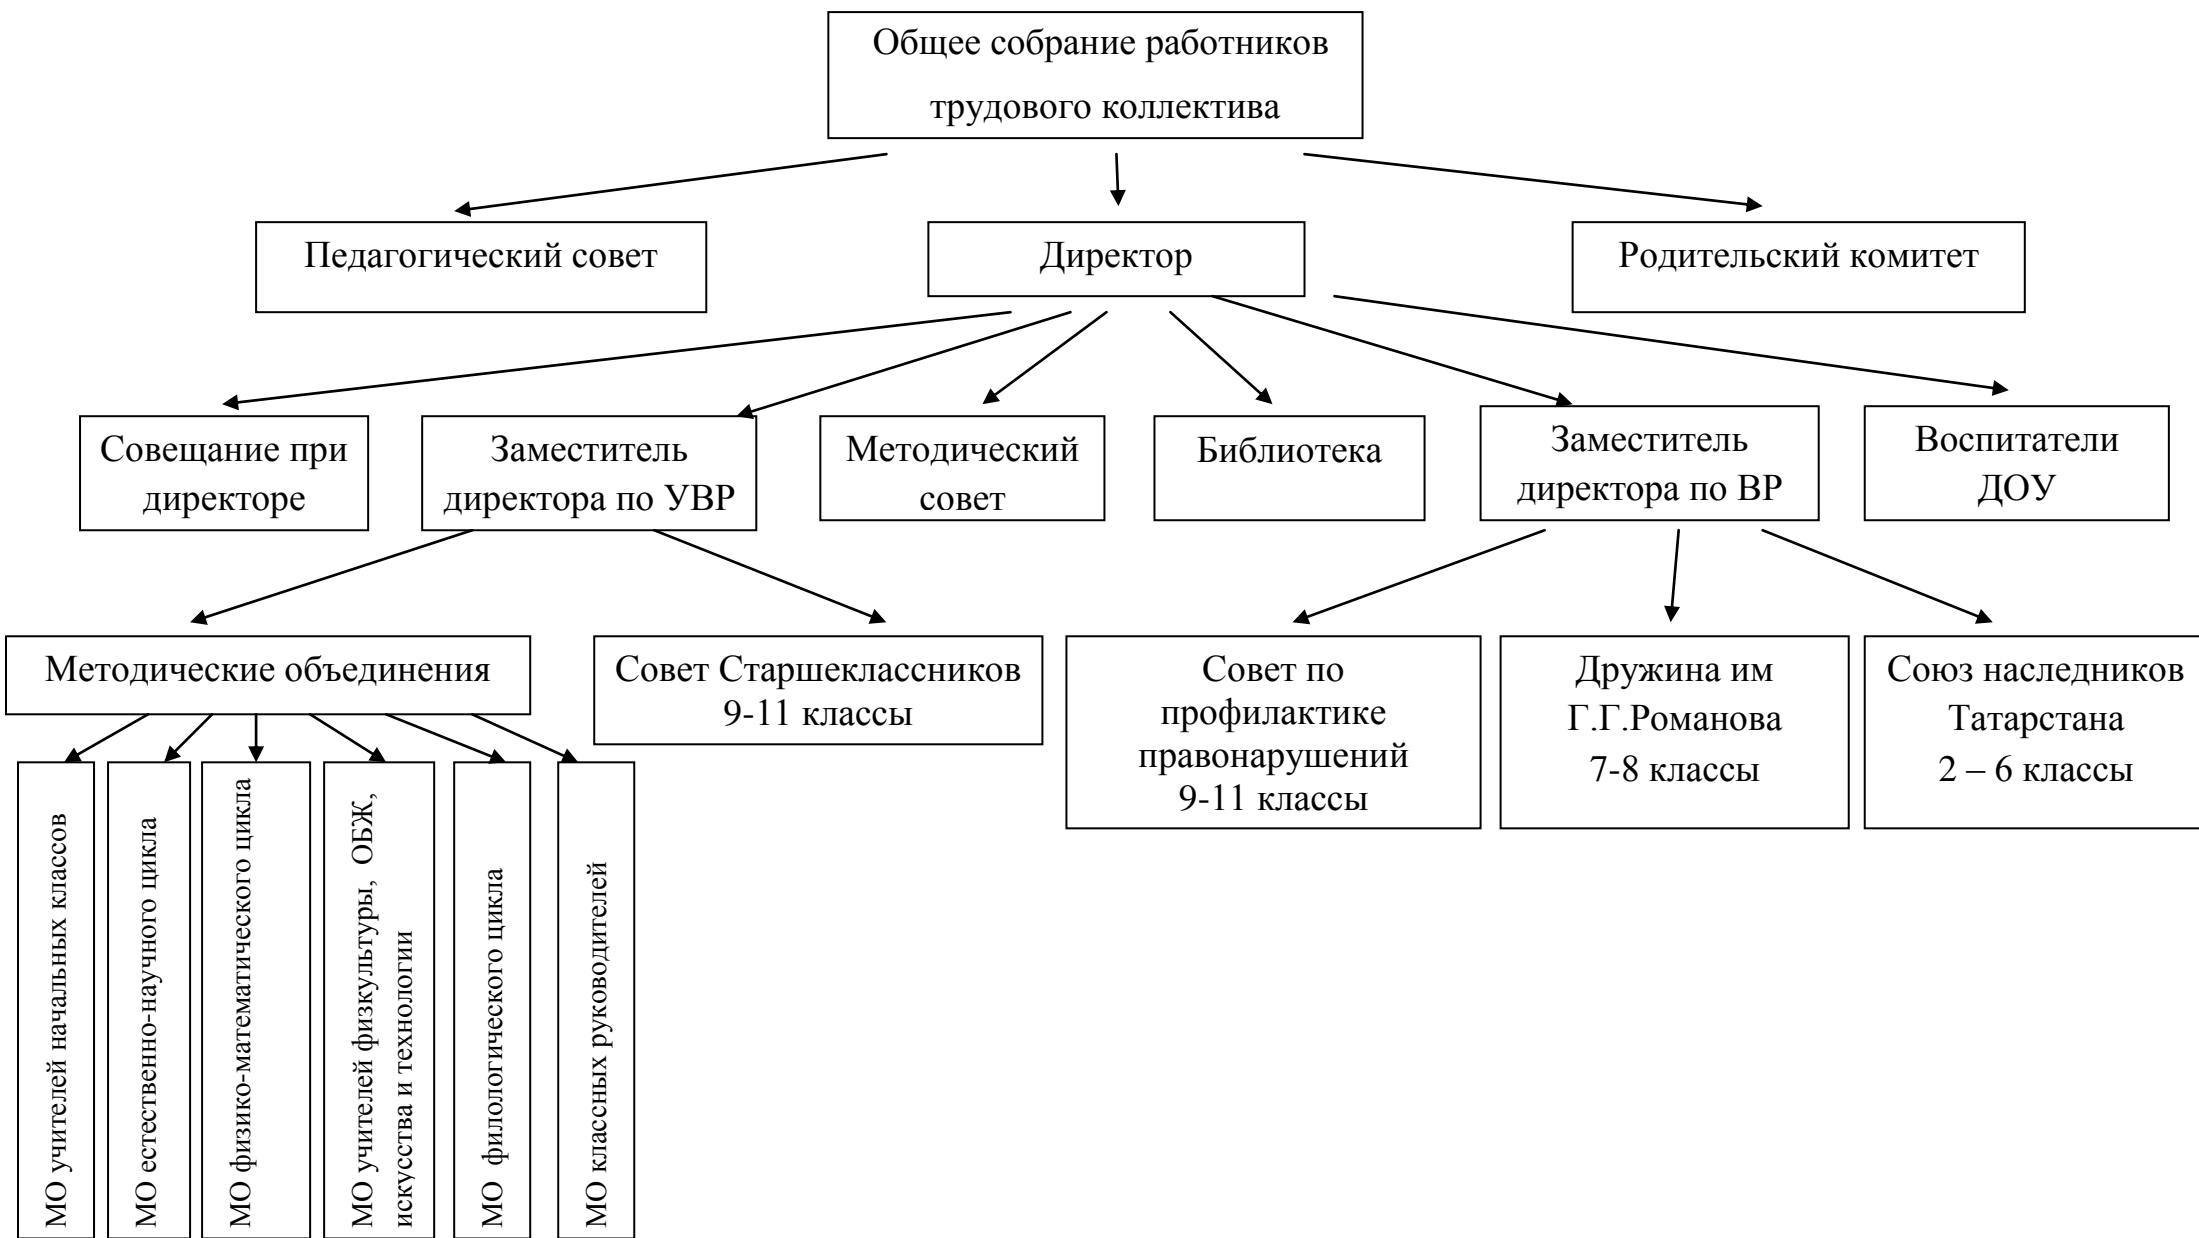 Общее собрание работников
трудового коллектива
Педагогический совет
Директор
Родительский комитет
Совещание при
директоре
Заместитель
директора по УВР
Методический
совет
Библиотека
Заместитель
директора по ВР
Воспитатели
ДОУ
Методические объединения
Совет Старшеклассников
9-11 классы
Совет по
профилактике
правонарушений
9-11 классы
Дружина им
Г.Г.Романова
7-8 классы
Союз наследников
Татарстана
2 – 6 классы
МО учителей начальных классов
МО естественно-научного цикла
МО физико-математического цикла
МО учителей физкультуры, ОБЖ,
искусства и технологии
МО филологического цикла
МО классных руководителей